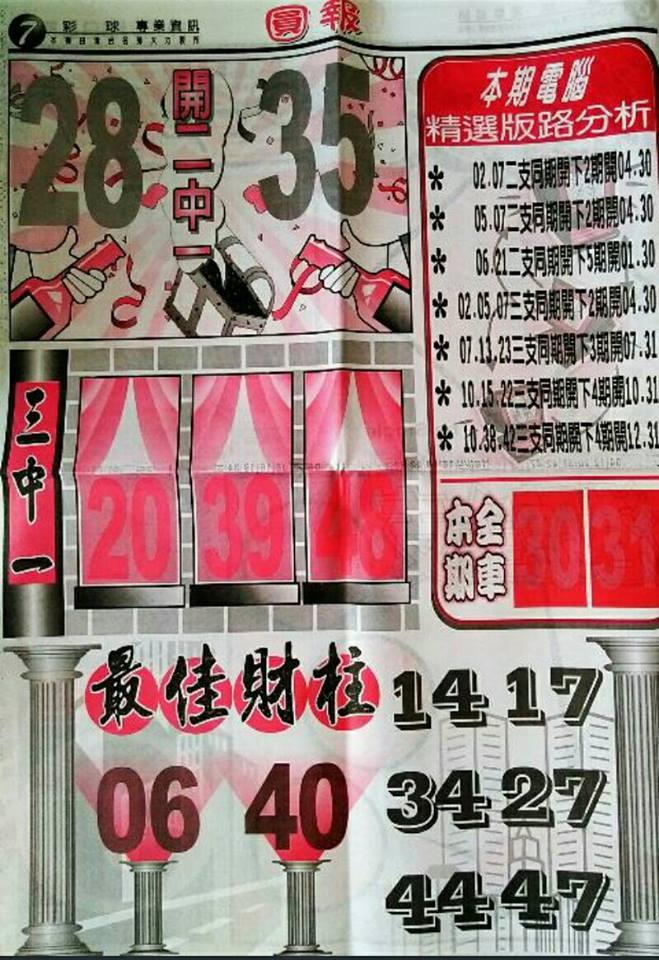 7 彩球專業資訊
圓報
28 開二中一 35
本期電腦
精選版路分析
* 02.07二支同期開下2期開04.30
* 05.07二支同期開下2期開04.30
* 06.21二支同期開下5期開01.30
* 02.05.07三支同期開下2期開04.30
* 07.13.23三支同期開下3期開07.31
* 10.15.22三支同期開下4期開10.31
* 10.38.42三支同期開下4期開12.31
三中一
20 39 48
本期
全車
30 31
最佳財柱
06 40
14 17
34 27
44 47